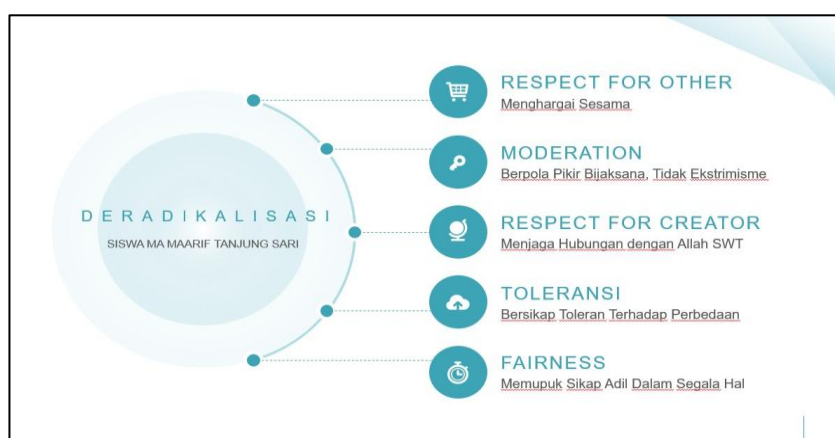 DERADIKALISASI
SISWA MA MAARIF TANJUNG SARI
RESPECT FOR OTHER
Menghargai Sesama
MODERATION
Berpola Pikir Bijaksana, Tidak Ekstrimisme
RESPECT FOR CREATOR
Menjaga Hubungan dengan Allah SWT
TOLERANSI
Bersikap Toleran Terhadap Perbedaan
FAIRNESS
Memupuk Sikap Adil Dalam Segala Hal